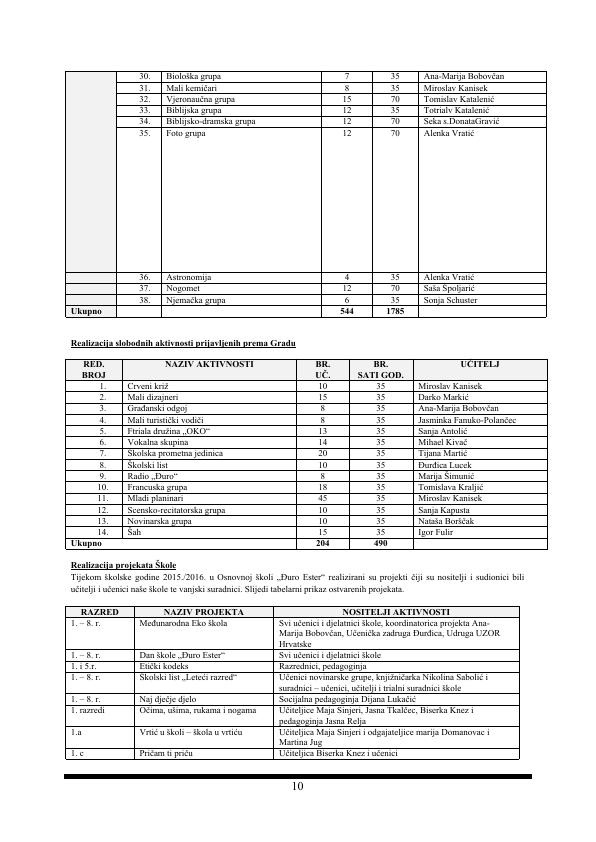 30. Biološka grupa 7 35 Ana-Marija Bobovčan
31. Mali kemičari 8 35 Miroslav Kanisek
32. Vjeronaučna grupa 15 70 Tomislav Katalenić
33. Biblijska grupa 12 35 Totrialv Katalenić
34. Biblijsko-dramska grupa 12 70 Seka s.DonataGravić
35. Foto grupa 12 70 Alenka Vratić
36. Astronomija 4 35 Alenka Vratić
37. Nogomet 12 70 Saša Špoljarić
38. Njemačka grupa 6 35 Sonja Schuster
Ukupno 544 1785
Realizacija slobodnih aktivnosti prijavljenih prema Gradu
RED. NAZIV AKTIVNOSTI BR. BR. UČITELJ
BROJ UČ. SATI GOD.
1. Crveni križ 10 35 Miroslav Kanisek
2. Mali dizajneri 15 35 Darko Markić
3. Građanski odgoj 8 35 Ana-Marija Bobovčan
4. Mali turistički vodiči 8 35 Jasminka Fanuko-Polančec
5. Ftriala družina „OKO“ 13 35 Sanja Antolić
6. Vokalna skupina 14 35 Mihael Kivač
7. Školska prometna jedinica 20 35 Tijana Martić
8. Školski list 10 35 Đurđica Lucek
9. Radio „Đuro“ 8 35 Marija Šimunić
10. Francuska grupa 18 35 Tomislava Kraljić
11. Mladi planinari 45 35 Miroslav Kanisek
12. Scensko-recitatorska grupa 10 35 Sanja Kapusta
13. Novinarska grupa 10 35 Nataša Borščak
14. Šah 15 35 Igor Fulir
Ukupno 204 490
Realizacija projekata Škole
Tijekom školske godine 2015./2016. u Osnovnoj školi „Đuro Ester“ realizirani su projekti čiji su nositelji i sudionici bili
učitelji i učenici naše škole te vanjski suradnici. Slijedi tabelarni prikaz ostvarenih projekata.
RAZRED NAZIV PROJEKTA NOSITELJI AKTIVNOSTI
1. – 8. r. Međunarodna Eko škola Svi učenici i djelatnici škole, koordinatorica projekta Ana-
Marija Bobovčan, Učenička zadruga Đurđica, Udruga UZOR
Hrvatske
1. – 8. r. Dan škole „Đuro Ester“ Svi učenici i djelatnici škole
1. i 5.r. Etički kodeks Razrednici, pedagoginja
1. – 8. r. Školski list „Leteći razred“ Učenici novinarske grupe, knjižničarka Nikolina Sabolić i
suradnici – učenici, učitelji i trialni suradnici škole
1. – 8. r. Naj dječje djelo Socijalna pedagoginja Dijana Lukačić
1. razredi Očima, ušima, rukama i nogama Učiteljice Maja Sinjeri, Jasna Tkalčec, Biserka Knez i
pedagoginja Jasna Relja
1.a Vrtić u školi – škola u vrtiću Učiteljica Maja Sinjeri i odgajateljice marija Domanovac i
Martina Jug
1. c Pričam ti priču Učiteljica Biserka Knez i učenici
10